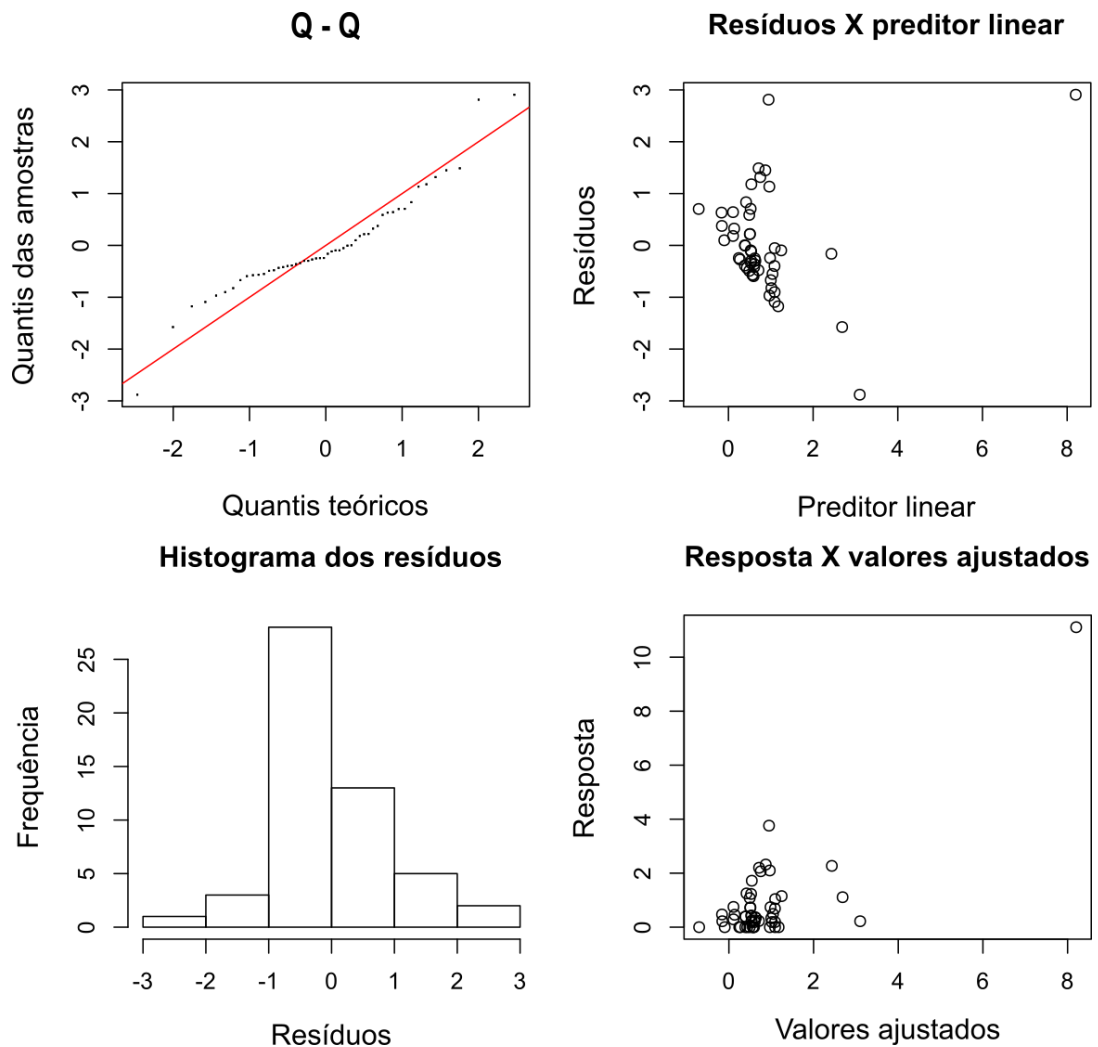 Q - Q
Quantis das amostras
3
2
1
0
-1
-2
-3
-2 -1 0 1 2
Quantis teóricos
Resíduos X preditor linear
Resíduos
3
2
1
0
-1
-2
-3
0 2 4 6 8
Preditor linear
Histograma dos resíduos
Frequência
25
20
15
10
5
0
-3 -2 -1 0 1 2 3
Resíduos
Resposta X valores ajustados
Resposta
10
8
6
4
2
0
0 2 4 6 8
Valores ajustados